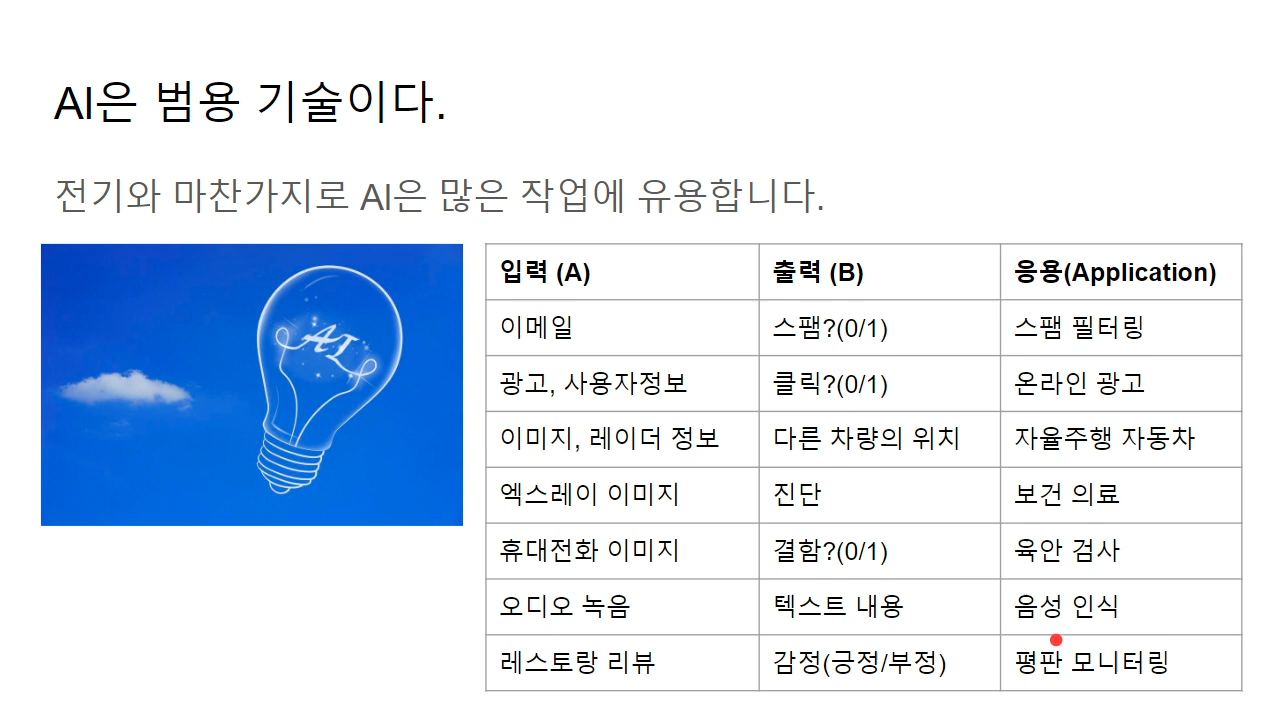 AI은 범용 기술이다.
전기와 마찬가지로 AI은 많은 작업에 유용합니다.
AI
입력 (A) 출력 (B) 응용(Application)
이메일 스팸?(0/1) 스팸 필터링
광고, 사용자정보 클릭?(0/1) 온라인 광고
이미지, 레이더 정보 다른 차량의 위치 자율주행 자동차
엑스레이 이미지 진단 보건 의료
휴대전화 이미지 결함?(0/1) 육안 검사
오디오 녹음 텍스트 내용 음성 인식
레스토랑 리뷰 감정(긍정/부정) 평판 모니터링